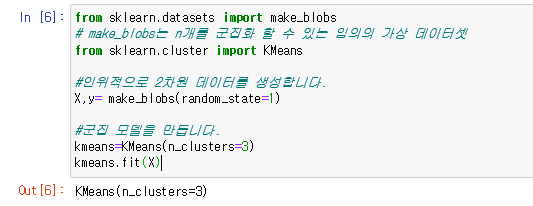 In [6]: from sklearn.datasets import make_blobs
# make_blobs는 n개를 군집화 할 수 있는 임의의 가상 데이터셋
from sklearn.cluster import KMeans
#인위적으로 2차원 데이터를 생성합니다.
X,y= make_blobs(random_state=1)
#군집 모델을 만듭니다.
kmeans=KMeans(n_clusters=3)
kmeans.fit(X)
Out[6]: KMeans(n_clusters=3)